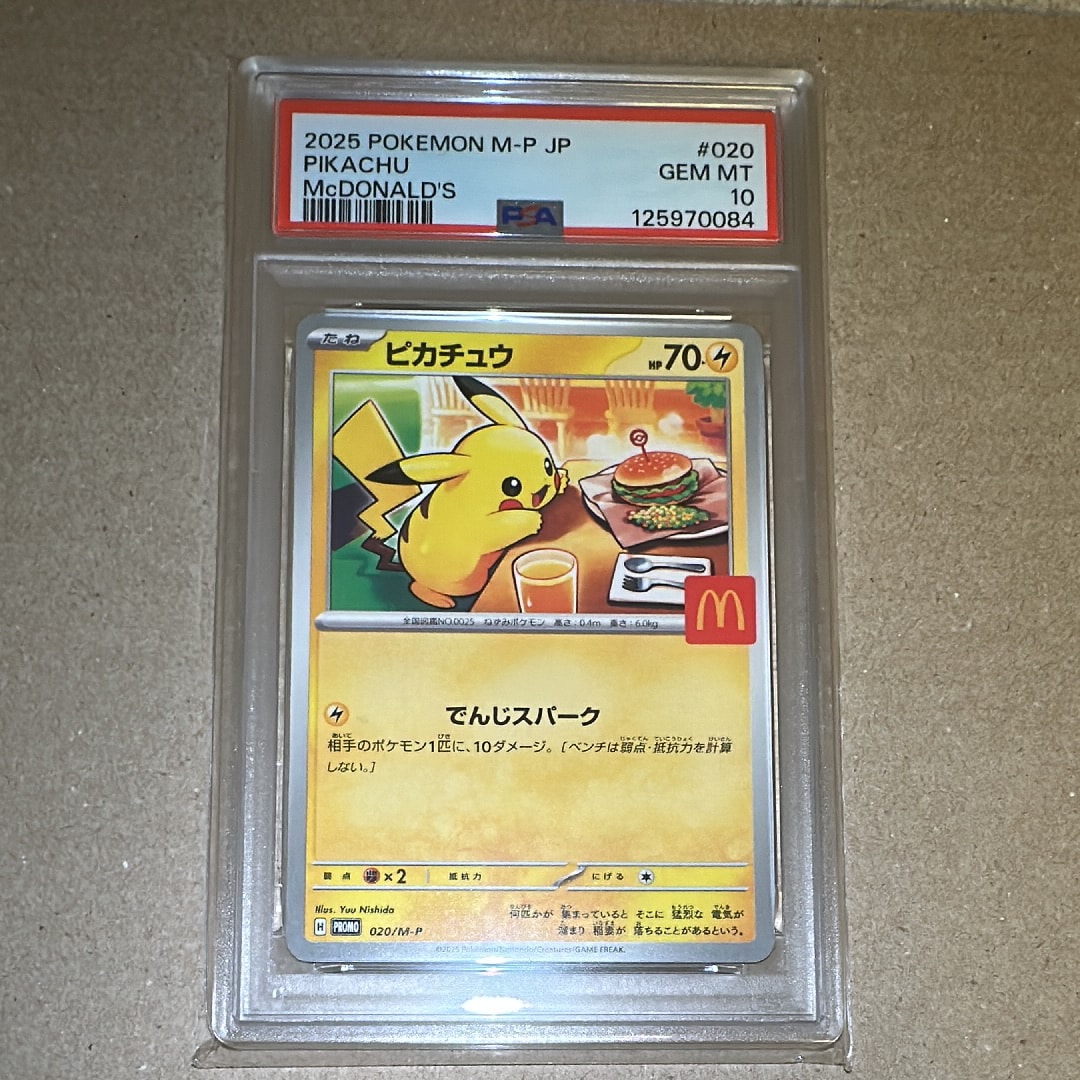 2025 POKEMON M-P JP
#020
PIKACHU
GEM MT
McDONALD'S
10
PSA
125970084
たね
ピカチュウ
HP70
全国図鑑NO.0025 ねずみポケモン 高さ:0.4m 重さ:6.0kg
でんじスパーク
相手のポケモン1匹に、10ダメージ。[ベンチは弱点・抵抗力を計算
しない。]
弱点 ×2 抵抗力 にげる
Illus. Yuu Nishida
何匹かが 集まっていると そこに 猛烈な 電気が
溜まり 稲妻が 落ちることがあるという。
H PROMO 020/M-P
©2025 Pokémon/Nintendo/Creatures/GAME FREAK.